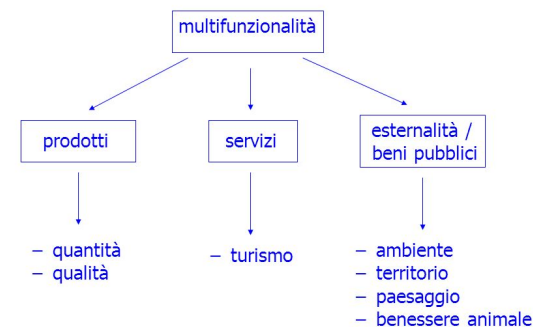 multifunzionalità
prodotti
servizi
esternalità /
beni pubblici
– quantità
– qualità
– turismo
– ambiente
– territorio
– paesaggio
– benessere animale